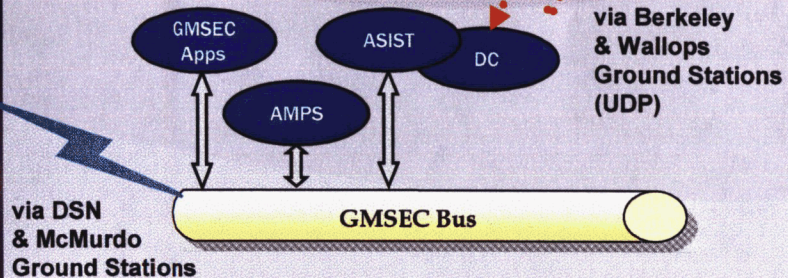 GMSEC
Apps
ASIST
DC
AMPS
via Berkeley
& Wallops
Ground Stations
(UDP)
GMSEC Bus
via DSN
& McMurdo
Ground Stations